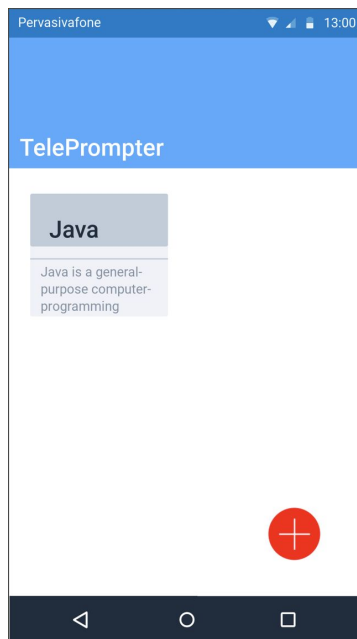 Pervasivafone 13:00
TelePrompter
Java
Java is a general-
purpose computer-
programming